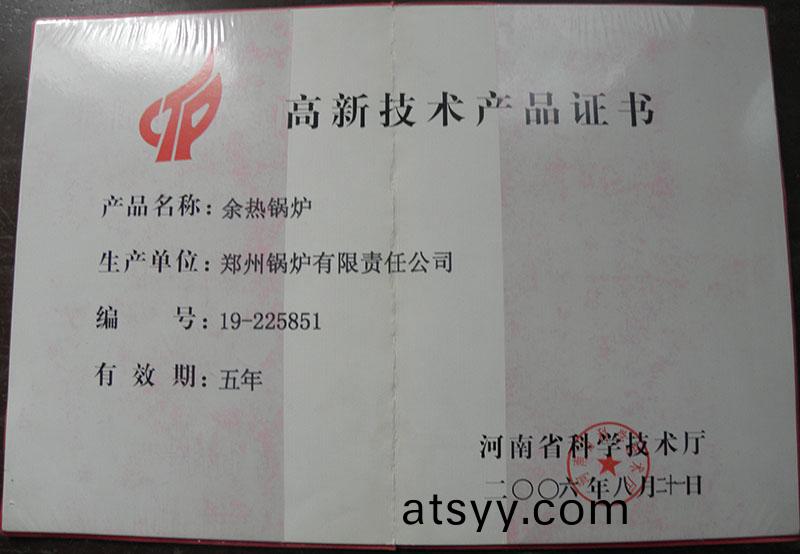 高新技术产品证书
产品名称：余热锅炉
生产单位：郑州锅炉有限责任公司
编　号：19-225851
有效期：五年
河南省科学技术厅
二〇〇六年八月二十一日
atsyy.com